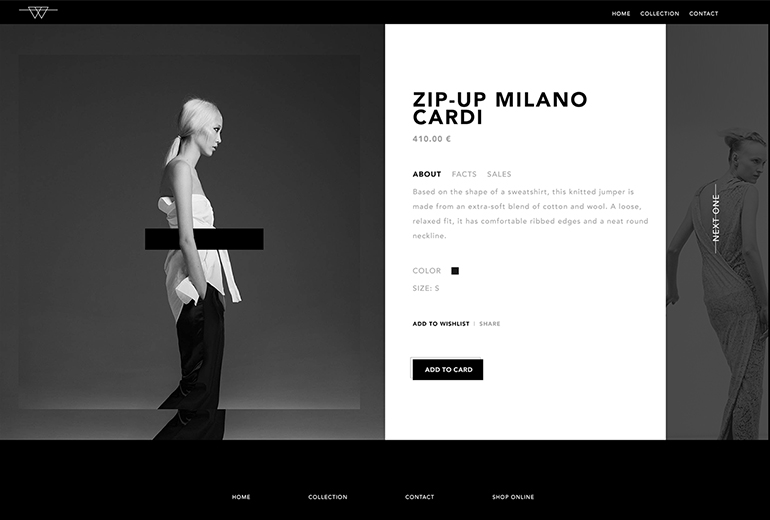 HOME COLLECTION CONTACT
ZIP-UP MILANO
CARDI
410.00 €
ABOUT FACTS SALES
Based on the shape of a sweatshirt, this knitted jumper is
made from an extra-soft blend of cotton and wool. A loose,
relaxed fit, it has comfortable ribbed edges and a neat round
neckline.
COLOR
SIZE: S
ADD TO WISHLIST | SHARE
ADD TO CARD
NEXT ONE
HOME COLLECTION CONTACT SHOP ONLINE